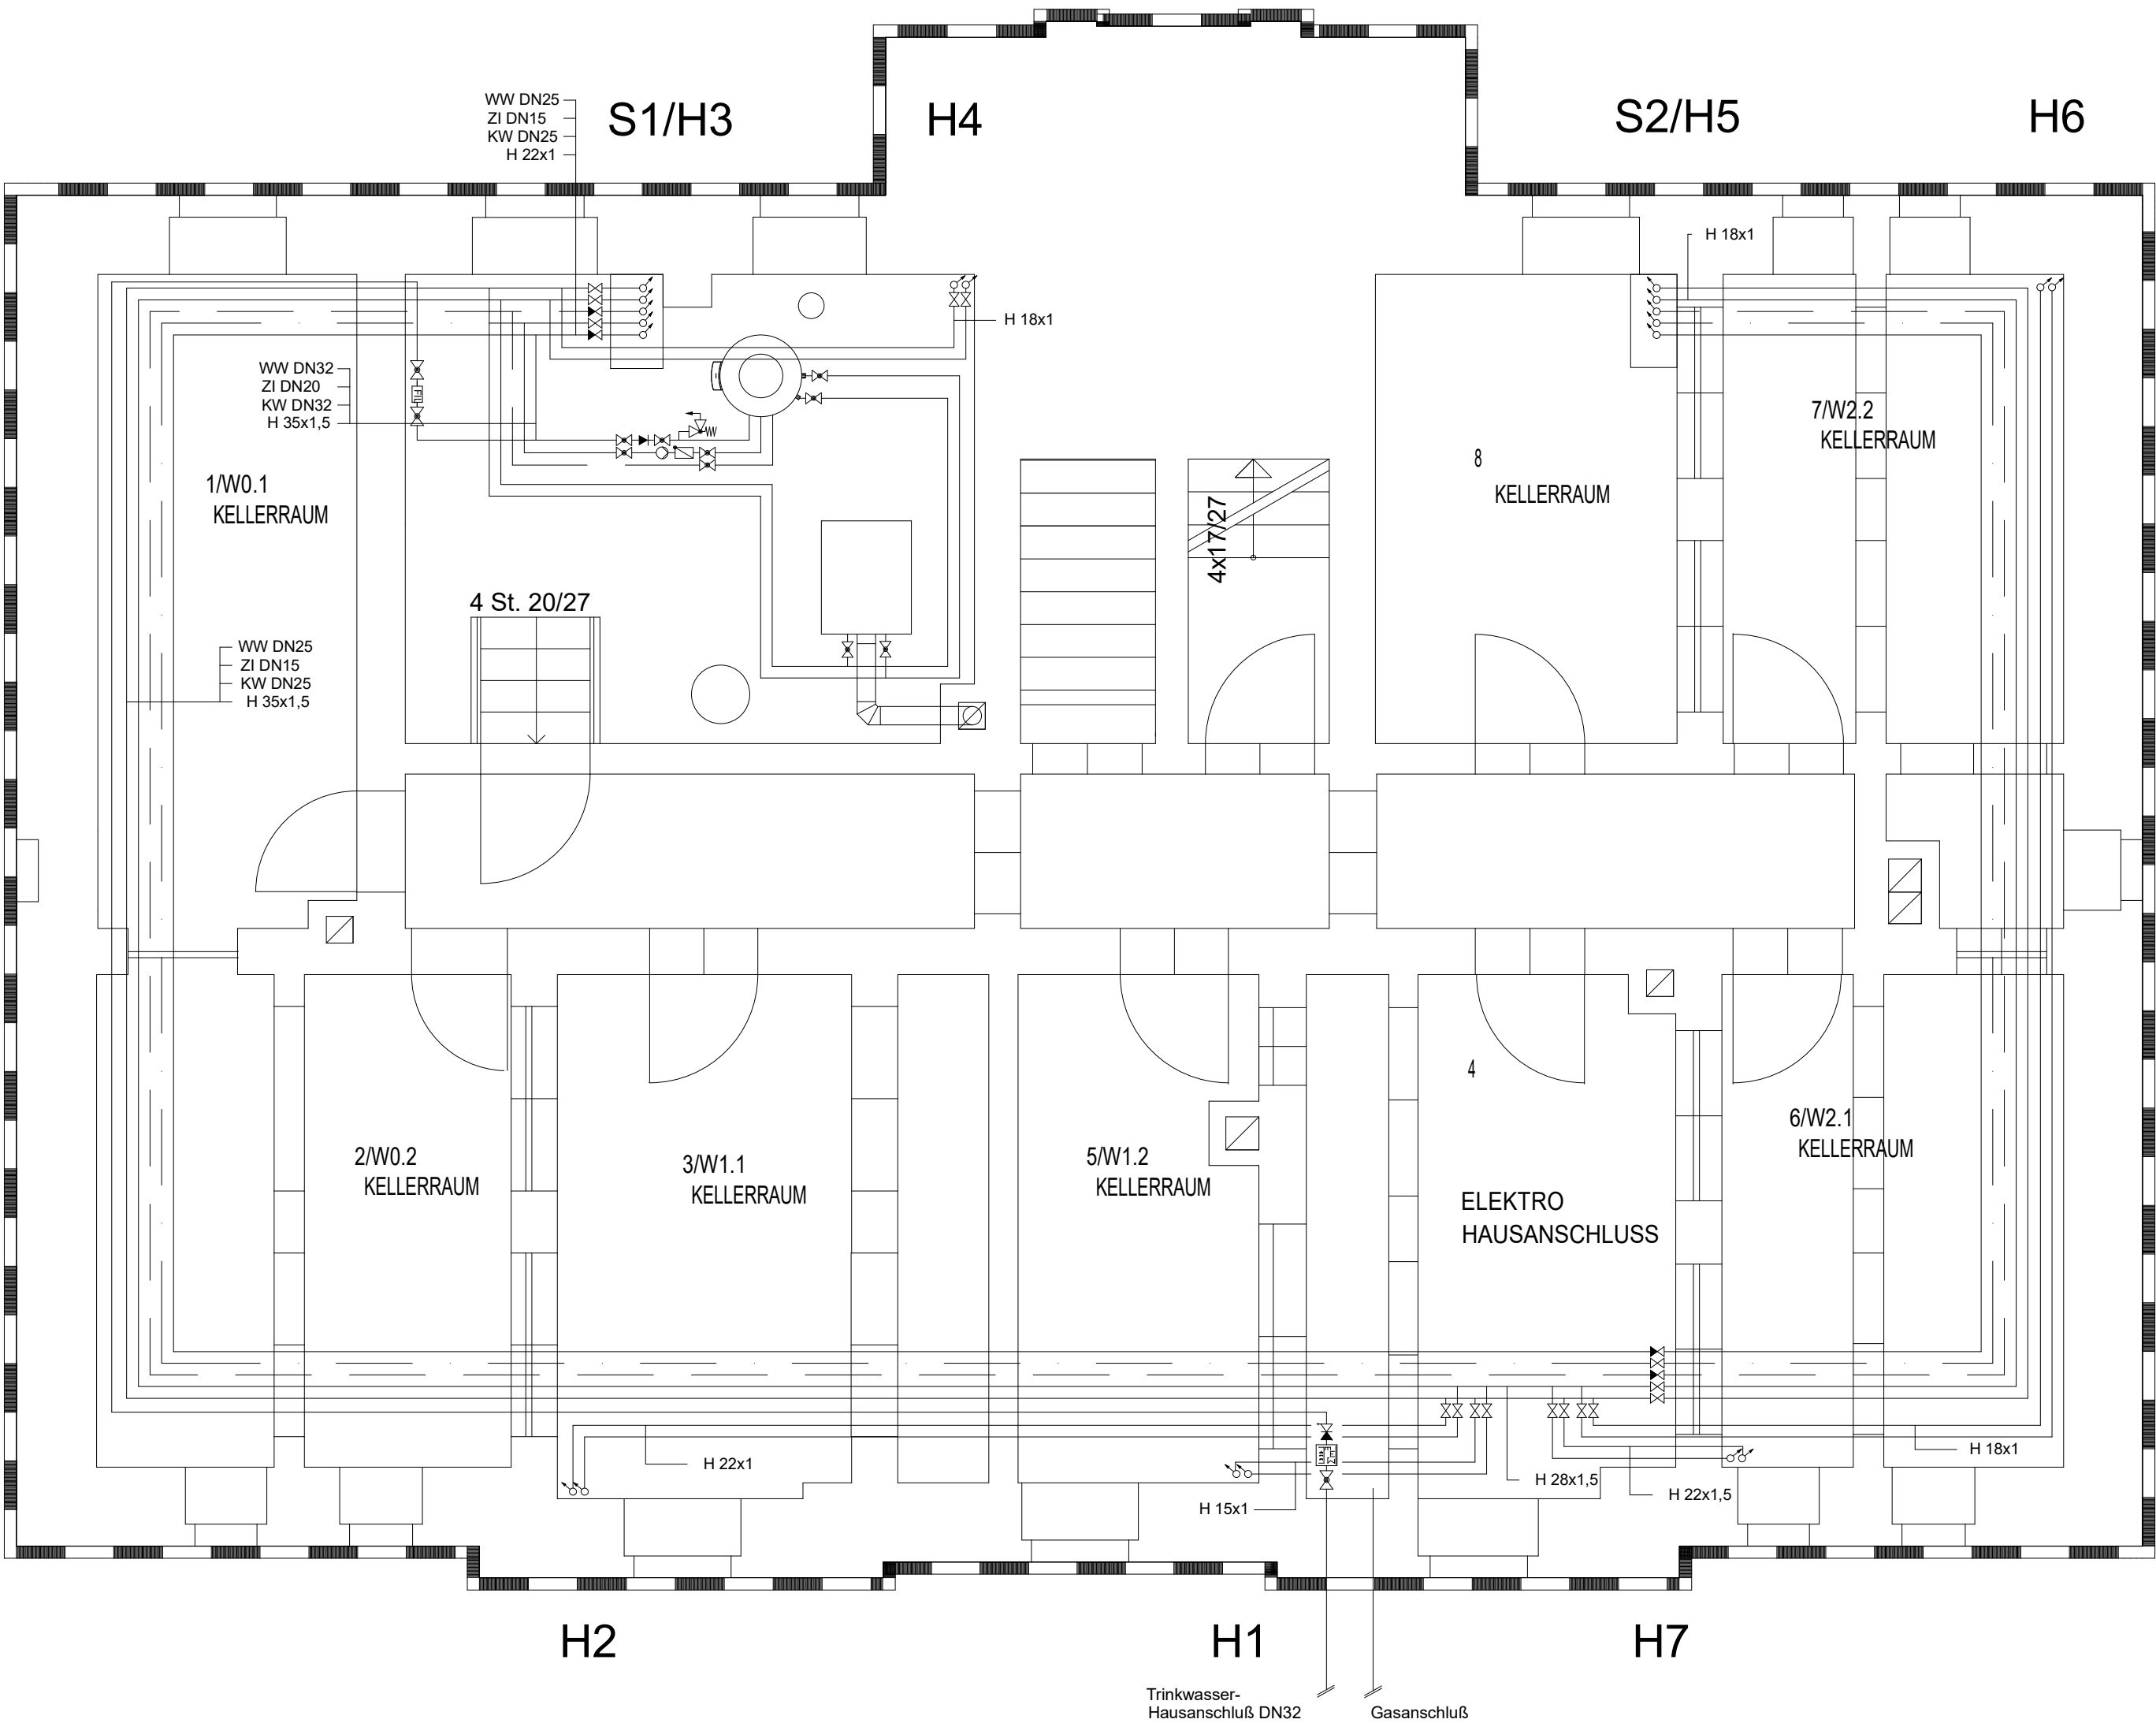 WW DN25
ZI DN15
KW DN25
H 22x1
S1/H3
H4
S2/H5
H6
H 18x1
H 18x1
WW DN32
ZI DN20
KW DN32
H 35x1,5
1/W0.1
KELLERRAUM
8
KELLERRAUM
7/W2.2
KELLERRAUM
4x17/27
4 St. 20/27
WW DN25
ZI DN15
KW DN25
H 35x1,5
2/W0.2
KELLERRAUM
3/W1.1
KELLERRAUM
5/W1.2
KELLERRAUM
4
ELEKTRO
HAUSANSCHLUSS
6/W2.1
KELLERRAUM
H 22x1
H 15x1
H 28x1,5
H 22x1,5
H 18x1
H2
H1
H7
Trinkwasser-
Hausanschluß DN32
Gasanschluß